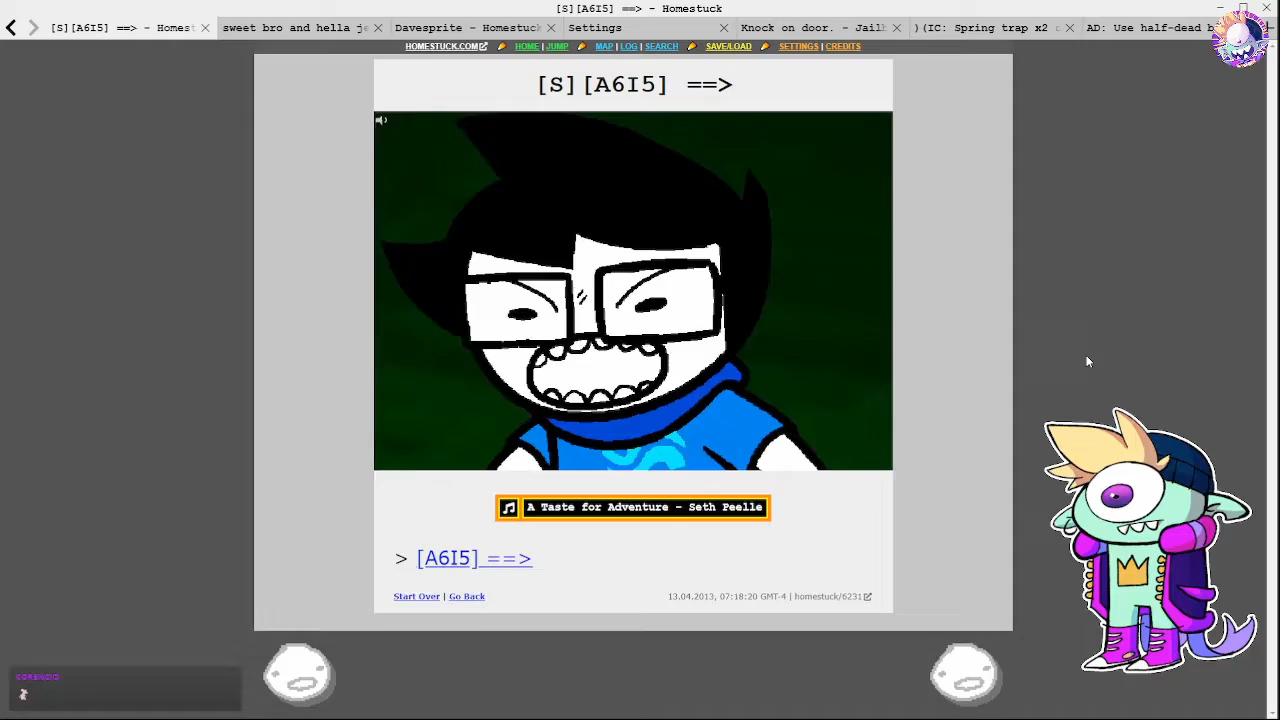 [S][A6I5] ==> - Homestuck
[S][A6I5] ==> - Homest
sweet bro and hella je
Davesprite - Homestuck
Settings
Knock on door. - Jailb
)(IC: Spring trap x2 c
AD: Use half-dead b
HOMESTUCK.COM
HOME | JUMP
MAP | LOG | SEARCH
SAVE/LOAD
SETTINGS | CREDITS
[S][A6I5] ==>
A Taste for Adventure - Seth Peelle
> [A6I5] ==>
Start Over | Go Back
13.04.2013, 07:18:20 GMT-4 | homestuck/6231